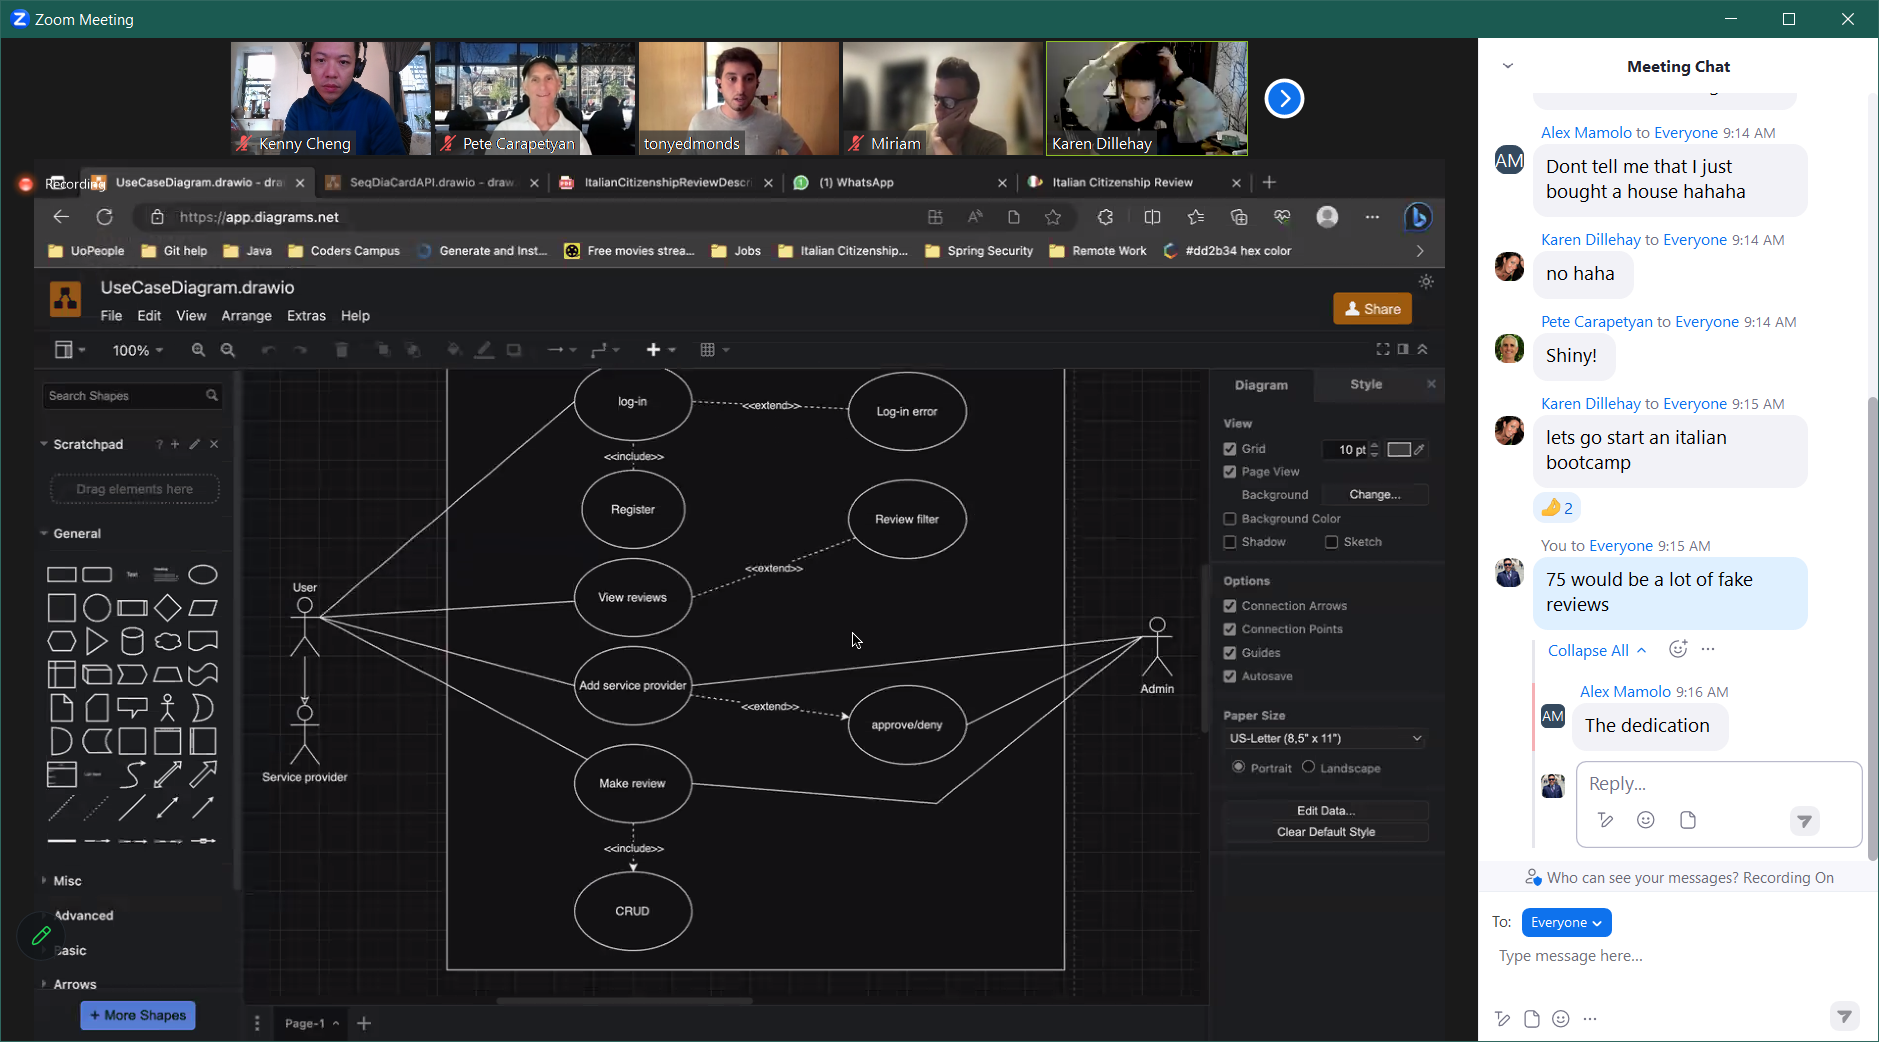 Zoom Meeting
Kenny Cheng
Pete Carapetyan
tonyedmonds
Miriam
Karen Dillehay
Recording
UseCaseDiagram.drawio - dra
SeqDiaCardAPI.drawio - draw
ItalianCitizenshipReviewDescri
(1) WhatsApp
Italian Citizenship Review
https://app.diagrams.net
UoPeople
Git help
Java
Coders Campus
Generate and Inst...
Free movies strea...
Jobs
Italian Citizenship...
Spring Security
Remote Work
#dd2b34 hex color
UseCaseDiagram.drawio
File Edit View Arrange Extras Help
Share
100%
Search Shapes
Scratchpad
Drag elements here
General
Misc
Advanced
Basic
Arrows
+ More Shapes
log-in
<<extend>>
Log-in error
<<include>>
Register
Review filter
<<extend>>
View reviews
User
Add service provider
<<extend>>
approve/deny
Admin
Service provider
Make review
<<include>>
CRUD
Page-1
Diagram
Style
View
Grid
10 pt
Page View
Background
Change...
Background Color
Shadow
Sketch
Options
Connection Arrows
Connection Points
Guides
Autosave
Paper Size
US-Letter (8,5" x 11")
Portrait
Landscape
Edit Data...
Clear Default Style
Meeting Chat
Alex Mamolo to Everyone 9:14 AM
AM
Dont tell me that I just
bought a house hahaha
Karen Dillehay to Everyone 9:14 AM
no haha
Pete Carapetyan to Everyone 9:14 AM
Shiny!
Karen Dillehay to Everyone 9:15 AM
lets go start an italian
bootcamp
2
You to Everyone 9:15 AM
75 would be a lot of fake
reviews
Collapse All
Alex Mamolo 9:16 AM
AM
The dedication
Reply...
Who can see your messages? Recording On
To: Everyone
Type message here...